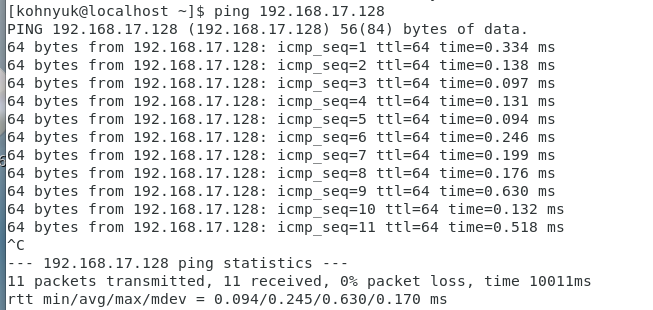 [kohnyuk@localhost ~]$ ping 192.168.17.128
PING 192.168.17.128 (192.168.17.128) 56(84) bytes of data.
64 bytes from 192.168.17.128: icmp_seq=1 ttl=64 time=0.334 ms
64 bytes from 192.168.17.128: icmp_seq=2 ttl=64 time=0.138 ms
64 bytes from 192.168.17.128: icmp_seq=3 ttl=64 time=0.097 ms
64 bytes from 192.168.17.128: icmp_seq=4 ttl=64 time=0.131 ms
64 bytes from 192.168.17.128: icmp_seq=5 ttl=64 time=0.094 ms
64 bytes from 192.168.17.128: icmp_seq=6 ttl=64 time=0.246 ms
64 bytes from 192.168.17.128: icmp_seq=7 ttl=64 time=0.199 ms
64 bytes from 192.168.17.128: icmp_seq=8 ttl=64 time=0.176 ms
64 bytes from 192.168.17.128: icmp_seq=9 ttl=64 time=0.630 ms
64 bytes from 192.168.17.128: icmp_seq=10 ttl=64 time=0.132 ms
64 bytes from 192.168.17.128: icmp_seq=11 ttl=64 time=0.518 ms
^C
--- 192.168.17.128 ping statistics ---
11 packets transmitted, 11 received, 0% packet loss, time 10011ms
rtt min/avg/max/mdev = 0.094/0.245/0.630/0.170 ms